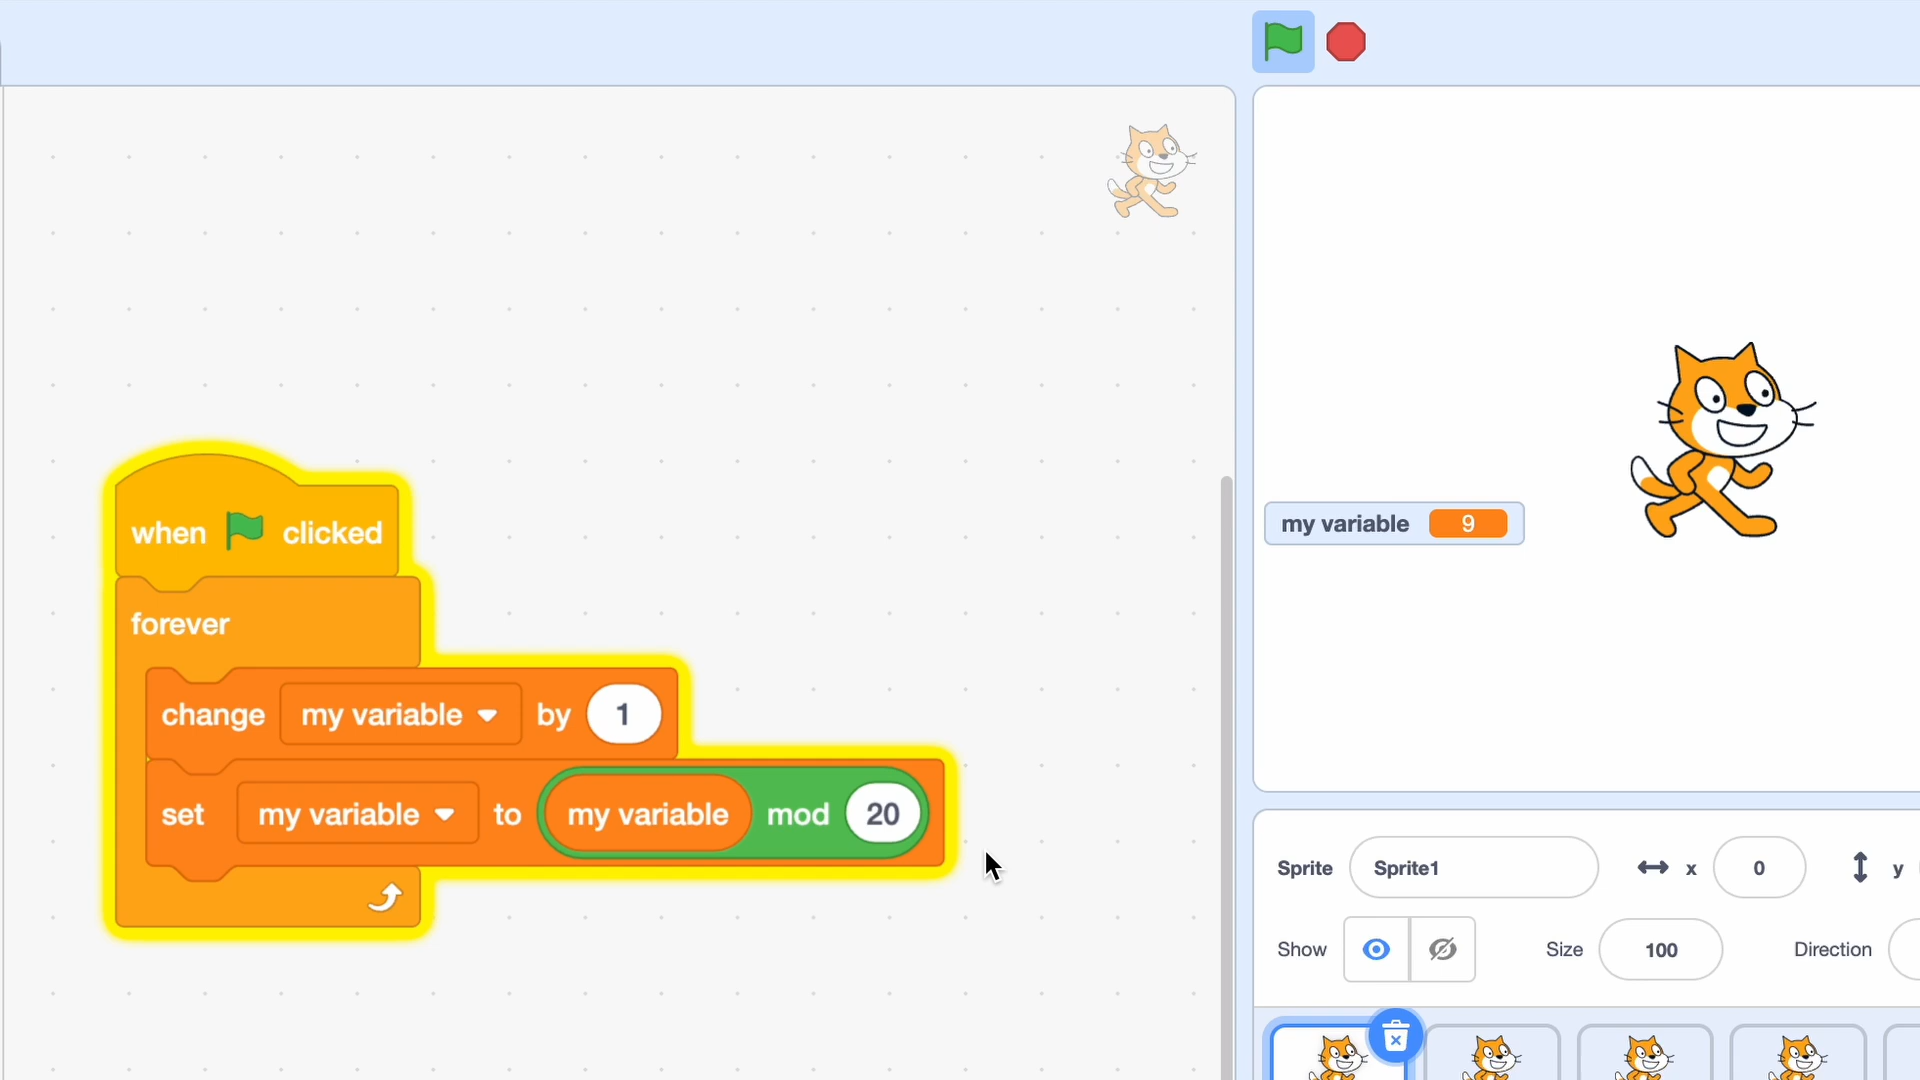 when clicked
forever
change my variable by 1
set my variable to my variable mod 20
my variable 9
Sprite Sprite1 x 0 y
Show Size 100 Direction